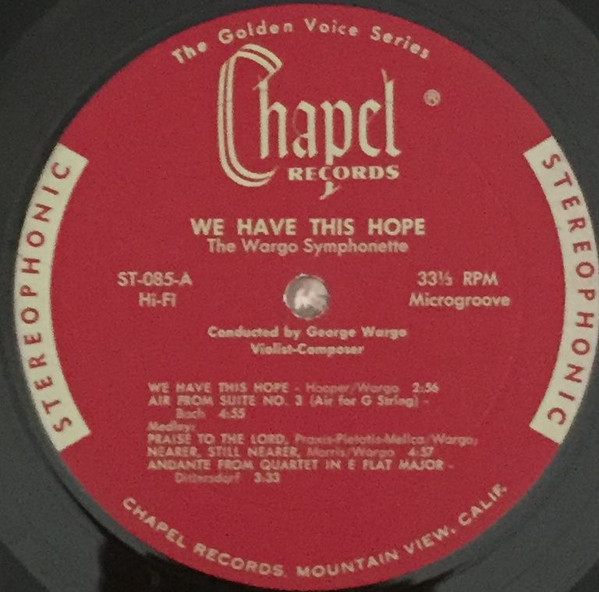 The Golden Voice Series
Chapel ®
RECORDS
STEREOPHONIC
STEREOPHONIC
WE HAVE THIS HOPE
The Wargo Symphonette
ST-085-A
Hi-Fi
33⅓ RPM
Microgroove
Conducted by George Wargo
Violist-Composer
WE HAVE THIS HOPE - Hooper/Wargo 2:56
AIR FROM SUITE NO. 3 (Air for G String) -
Bach 4:55
Medley:
PRAISE TO THE LORD, Praxis-Pietatis-Melica/Wargo;
NEARER, STILL NEARER, Morris/Wargo 4:57
ANDANTE FROM QUARTET IN E FLAT MAJOR -
Dittersdorf 3:33
CHAPEL RECORDS, MOUNTAIN VIEW, CALIF.